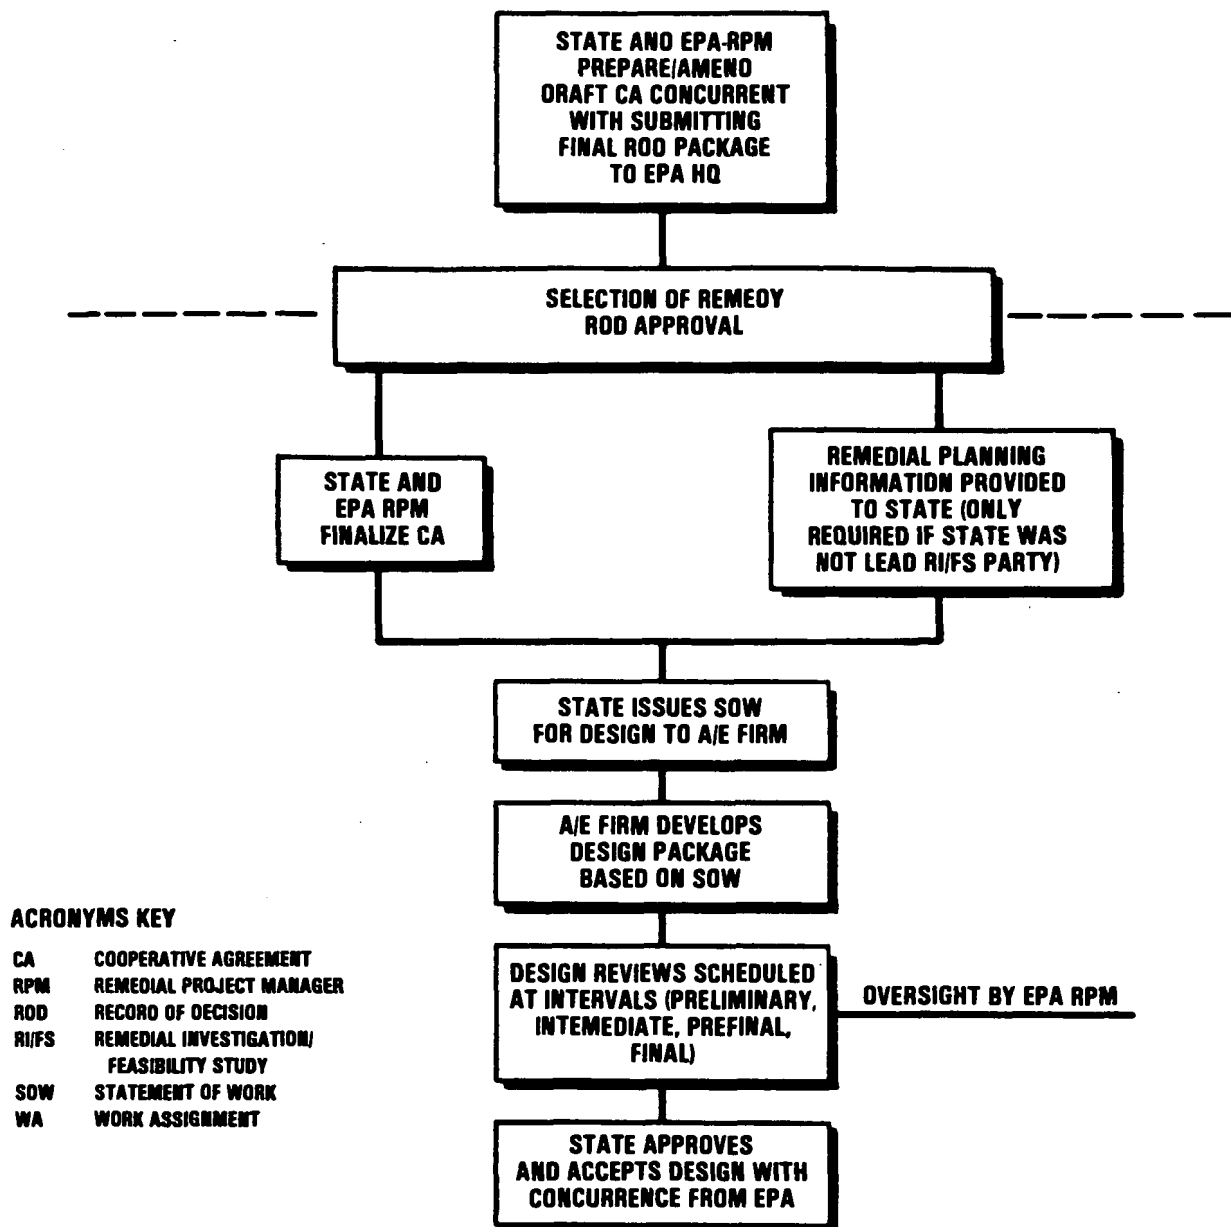 STATE ANO EPA-RPM
PREPARE/AMENO
ORAFT CA CONCURRENT
WITH SUBMITTING
FINAL ROD PACKAGE
TO EPA HQ
SELECTION OF REMEOY
ROD APPROVAL
STATE AND
EPA RPM
FINALIZE CA
REMEDIAL PLANNING
INFORMATION PROVIDED
TO STATE (ONLY
REQUIRED IF STATE WAS
NOT LEAD RI/FS PARTY)
STATE ISSUES SOW
FOR DESIGN TO A/E FIRM
A/E FIRM DEVELOPS
DESIGN PACKAGE
BASED ON SOW
DESIGN REVIEWS SCHEDULED
AT INTERVALS (PRELIMINARY,
INTEMEDIATE, PREFINAL,
FINAL)
OVERSIGHT BY EPA RPM
STATE APPROVES
AND ACCEPTS DESIGN WITH
CONCURRENCE FROM EPA
ACRONYMS KEY
CA COOPERATIVE AGREEMENT
RPM REMEDIAL PROJECT MANAGER
ROD RECORD OF DECISION
RI/FS REMEDIAL INVESTIGATION/
FEASIBILITY STUDY
SOW STATEMENT OF WORK
WA WORK ASSIGNMENT